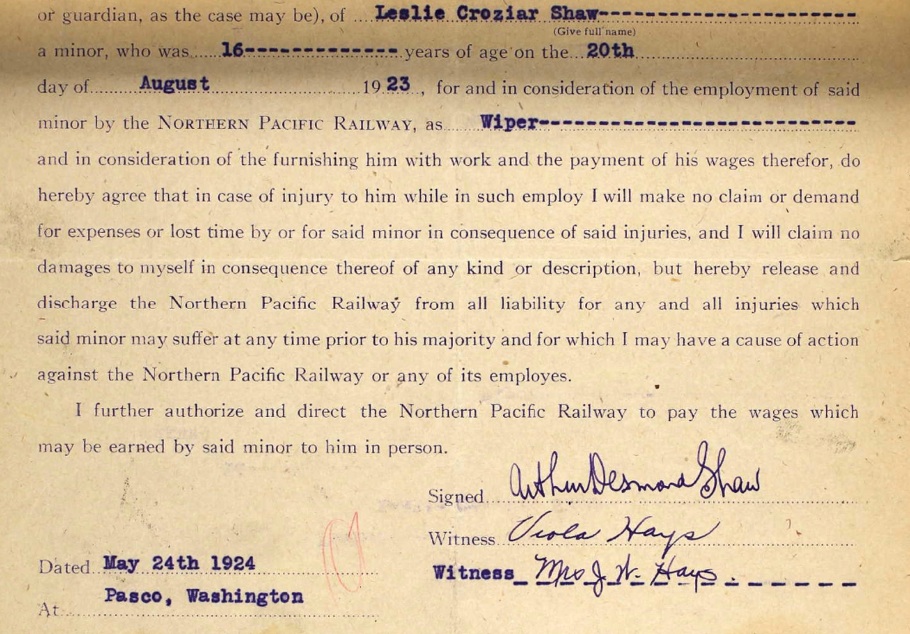 or guardian, as the case may be), of Leslie Croziar Shaw--------------------
(Give full name)
a minor, who was 16------------ years of age on the 20th
day of August 1923, for and in consideration of the employment of said
minor by the NORTHERN PACIFIC RAILWAY, as Wiper-------------------------
and in consideration of the furnishing him with work and the payment of his wages therefor, do
hereby agree that in case of injury to him while in such employ I will make no claim or demand
for expenses or lost time by or for said minor in consequence of said injuries, and I will claim no
damages to myself in consequence thereof of any kind or description, but hereby release and
discharge the Northern Pacific Railway from all liability for any and all injuries which
said minor may suffer at any time prior to his majority and for which I may have a cause of action
against the Northern Pacific Railway or any of its employes.
I further authorize and direct the Northern Pacific Railway to pay the wages which
may be earned by said minor to him in person.
Signed Arthur Desmond Shaw
Witness Viola Hays
Witness Mrs J. W. Hays
Dated May 24th 1924
At Pasco, Washington